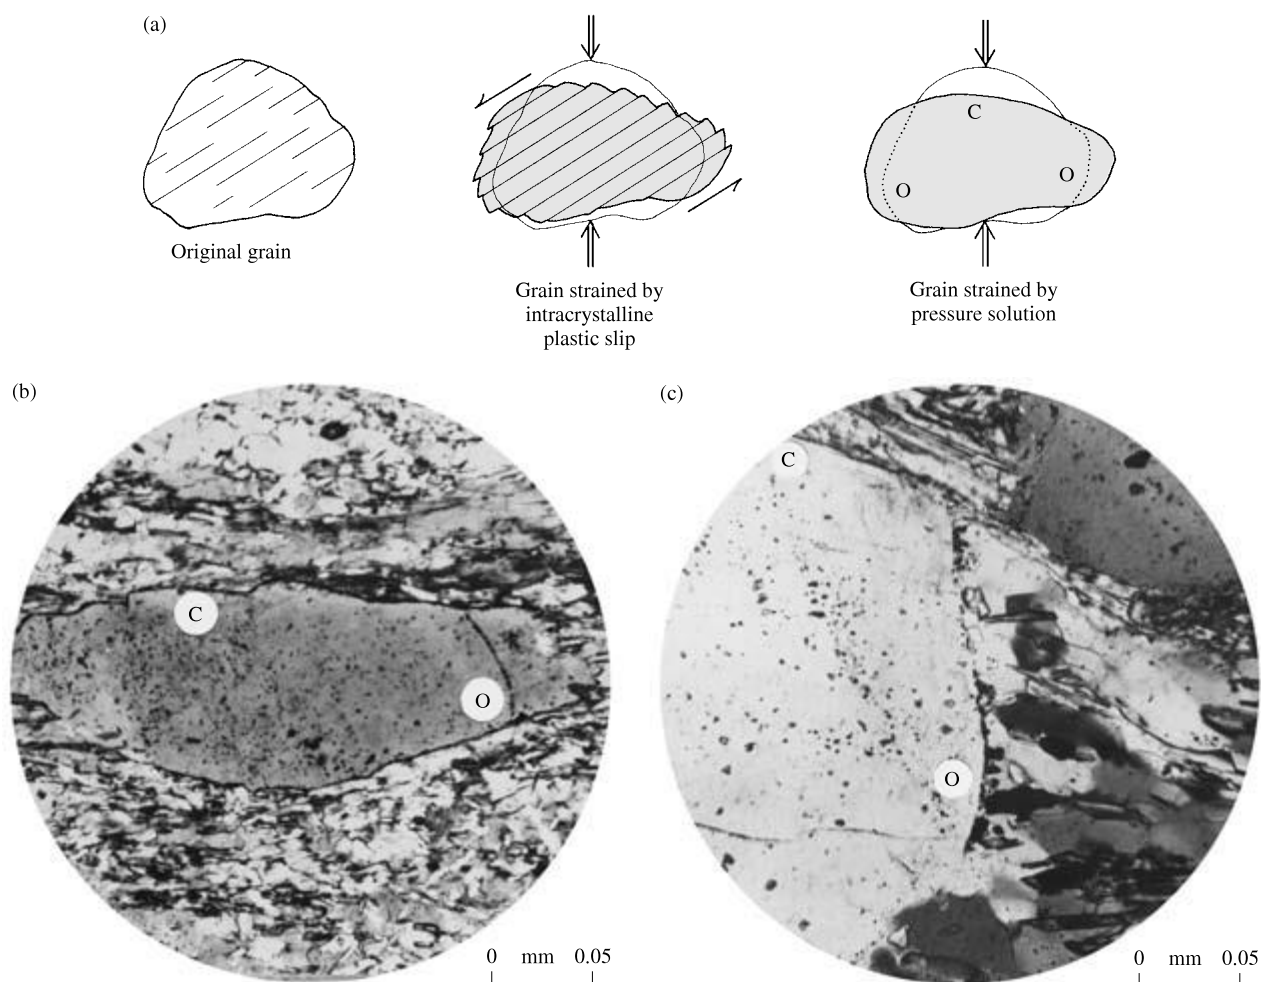 (a)
C
O
O
Original grain
Grain strained by
intracrystalline
plastic slip
Grain strained by
pressure solution
(b)
C
O
0 mm 0.05
(c)
C
O
0 mm 0.05